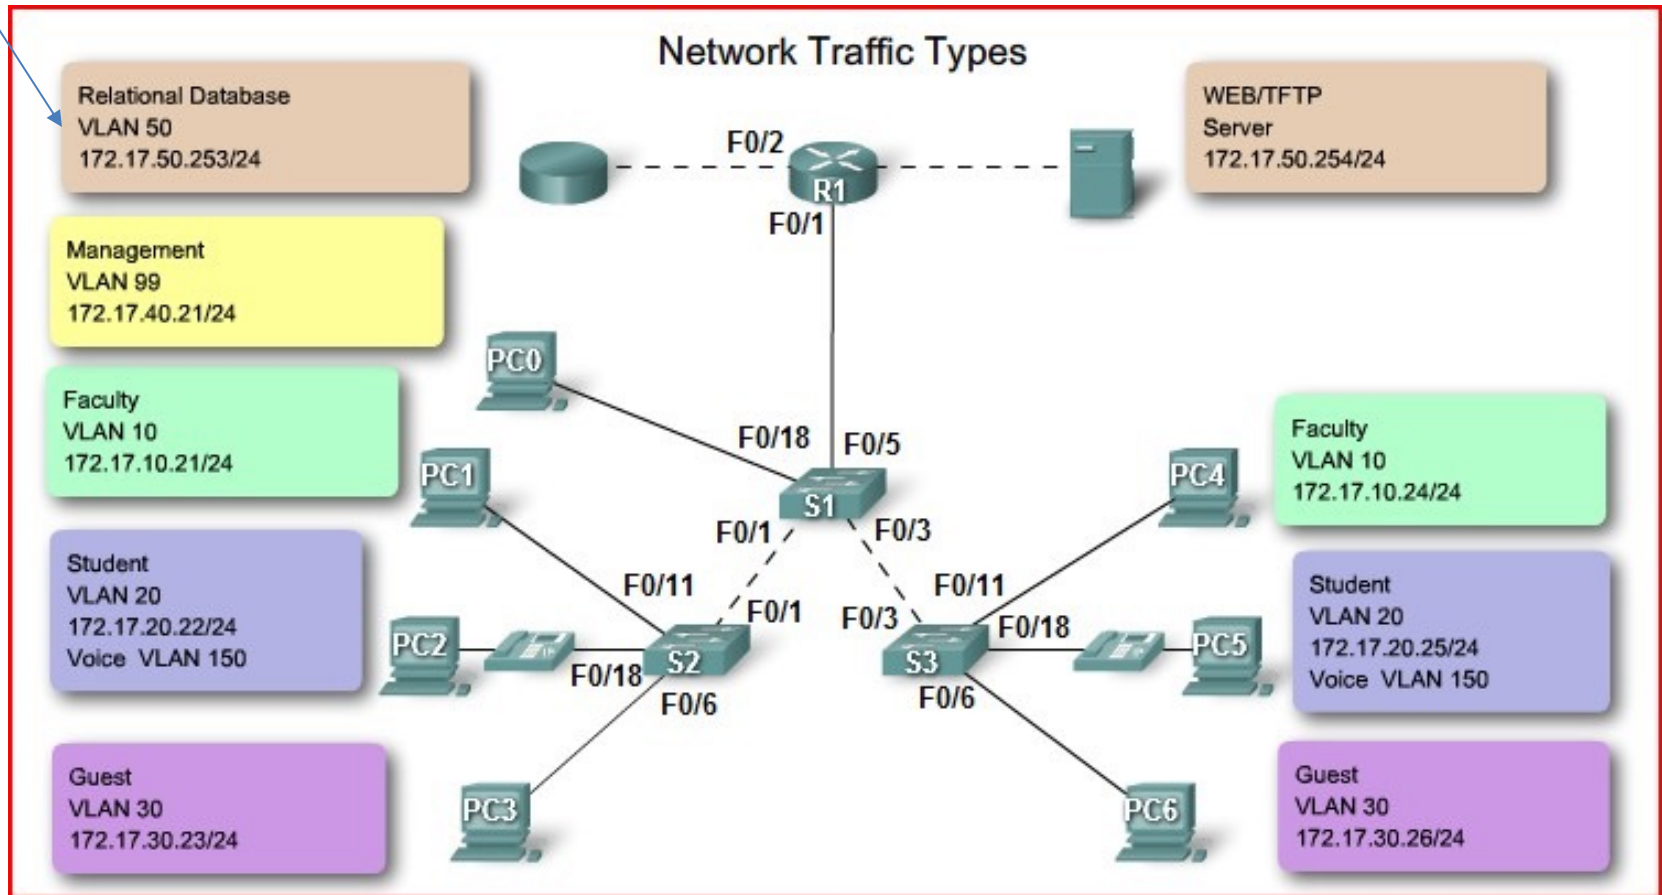 Network Traffic Types
Relational Database
VLAN 50
172.17.50.253/24
WEB/TFTP
Server
172.17.50.254/24
F0/2
R1
F0/1
Management
VLAN 99
172.17.40.21/24
PC0
Faculty
VLAN 10
172.17.10.21/24
PC1
F0/18
F0/5
S1
F0/1
F0/3
PC4
Faculty
VLAN 10
172.17.10.24/24
Student
VLAN 20
172.17.20.22/24
Voice VLAN 150
PC2
F0/11
F0/1
F0/18
S2
F0/6
F0/3
F0/11
F0/18
S3
F0/6
PC5
Student
VLAN 20
172.17.20.25/24
Voice VLAN 150
Guest
VLAN 30
172.17.30.23/24
PC3
PC6
Guest
VLAN 30
172.17.30.26/24